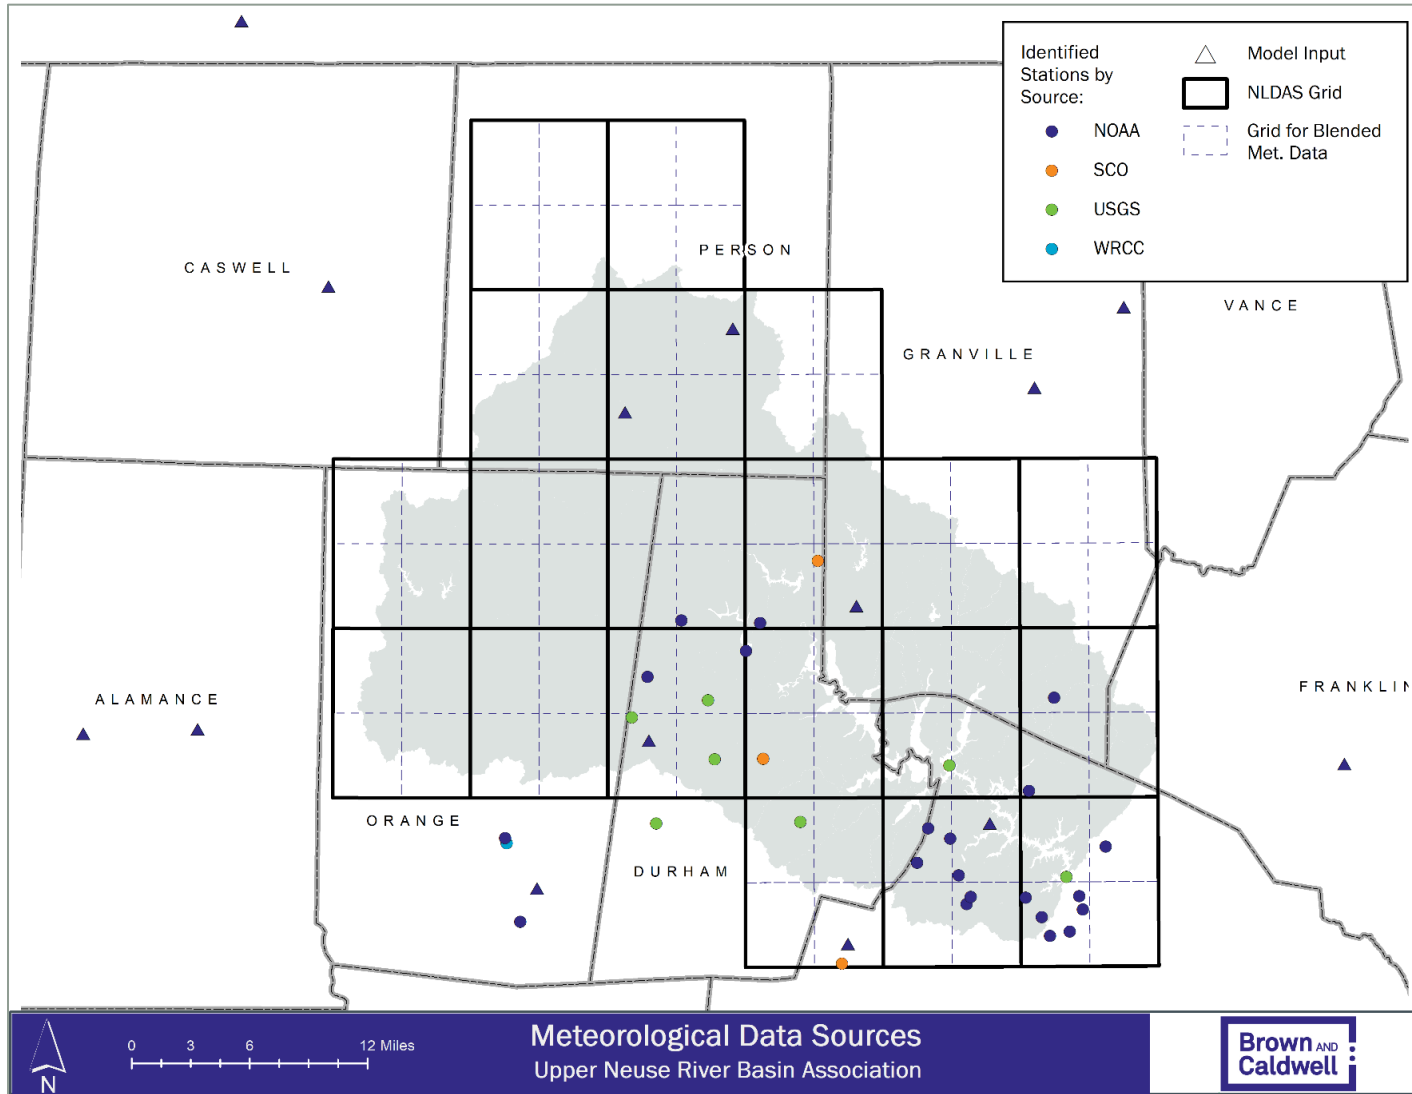 Identified
Stations by
Source:
NOAA
SCO
USGS
WRCC
Model Input
NLDAS Grid
Grid for Blended
Met. Data
PERSON
CASWELL
VANCE
GRANVILLE
ALAMANCE
FRANKLIN
ORANGE
DURHAM
N
0 3 6 12 Miles
Meteorological Data Sources
Upper Neuse River Basin Association
Brown AND
Caldwell